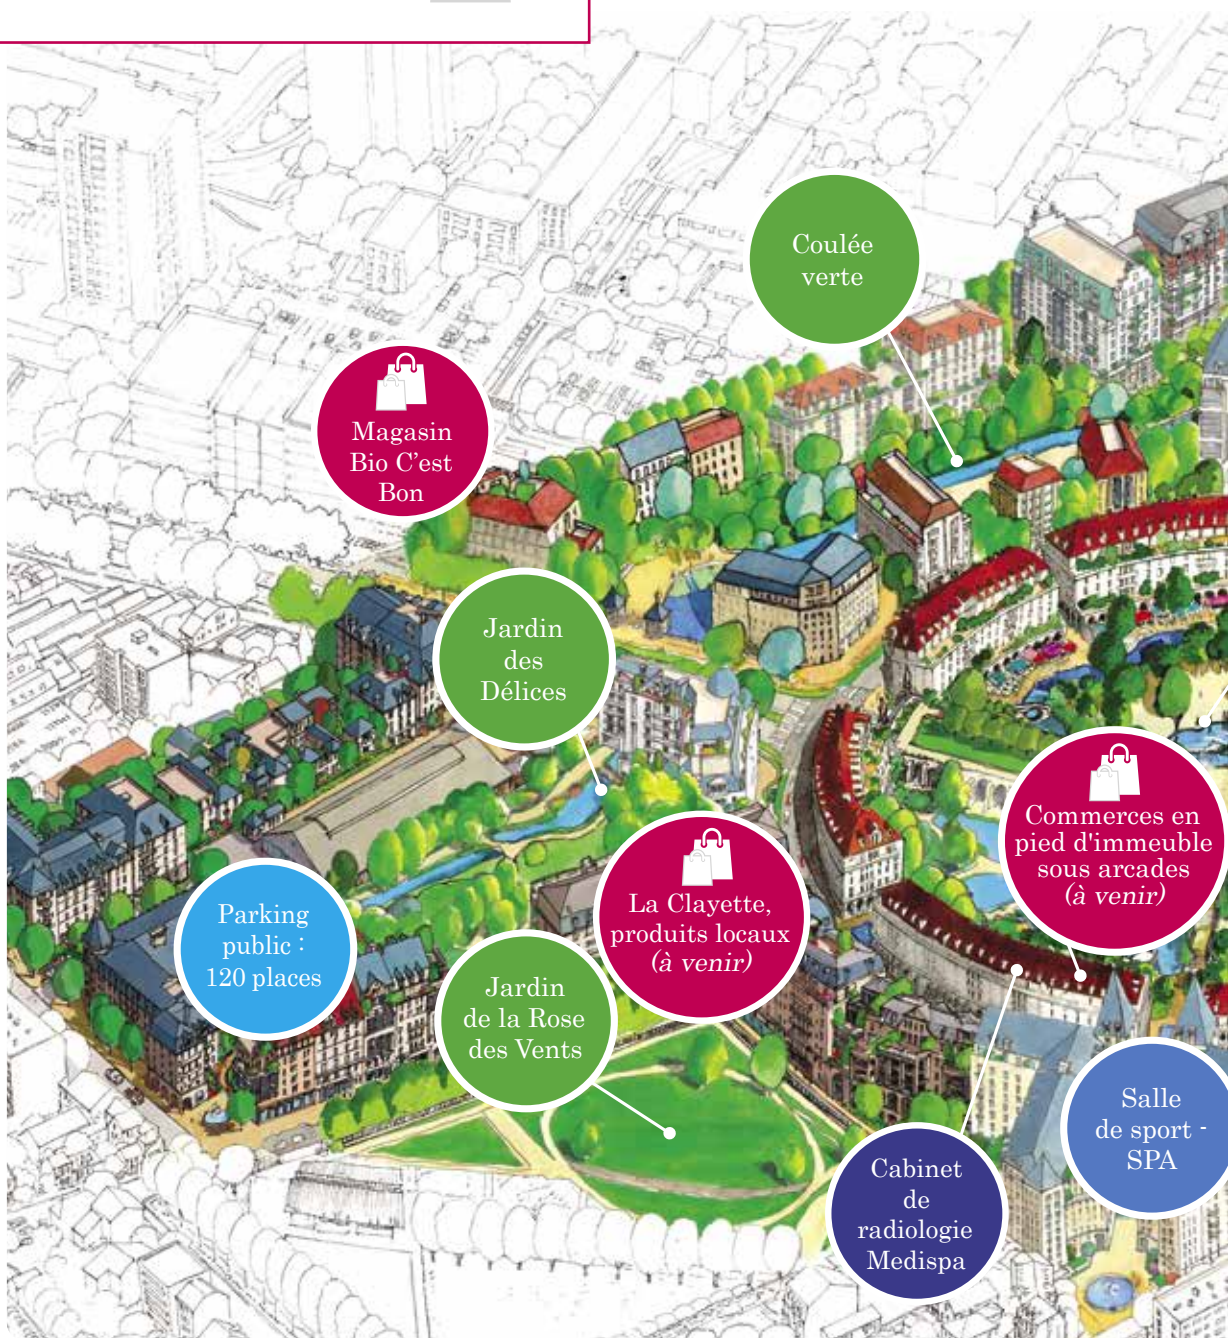 Coulée
verte
Magasin
Bio C’est
Bon
Jardin
des
Délices
Commerces en
pied d'immeuble
sous arcades
(à venir)
La Clayette,
produits locaux
(à venir)
Parking
public :
120 places
Jardin
de la Rose
des Vents
Salle
de sport -
SPA
Cabinet
de
radiologie
Medispa